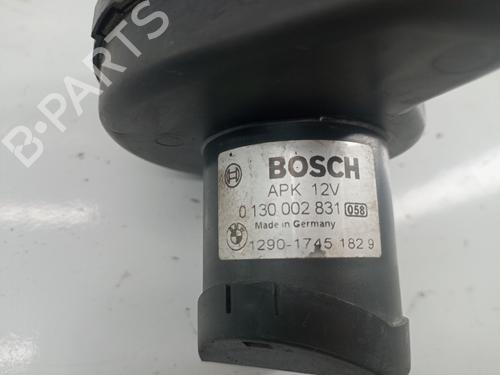 B-PARTS
BOSCH
APK 12V
0 130 002 831 058
Made in Germany
1290-1745 182 9